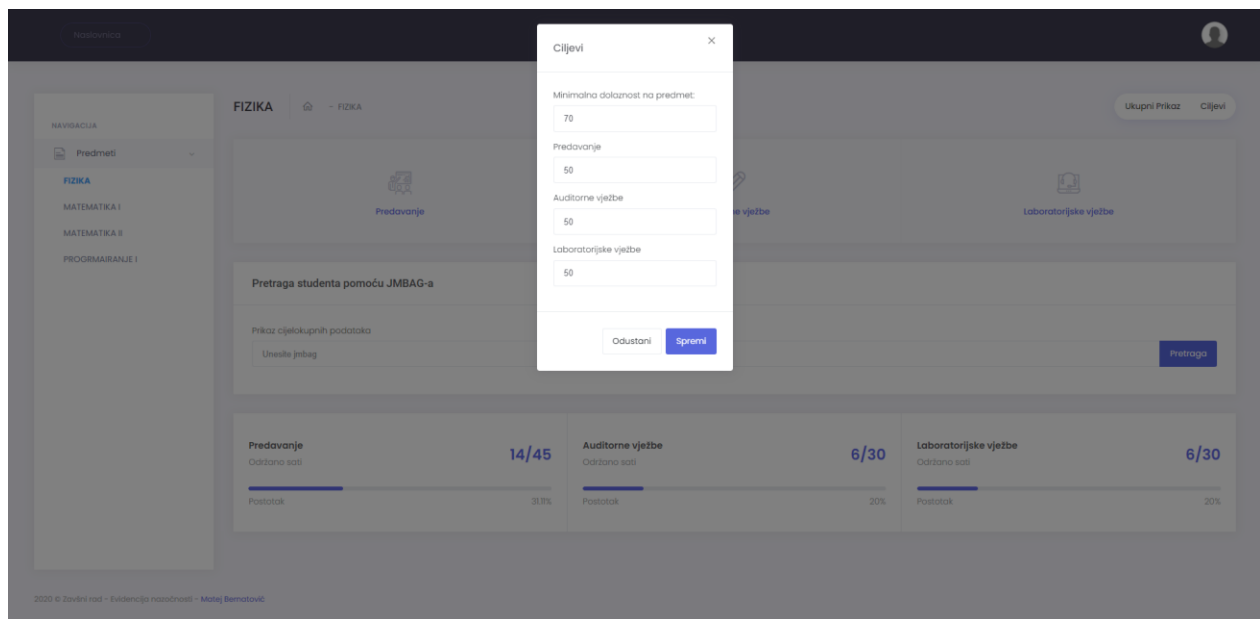 Naslovnica
Ciljevi
×
Minimalna dolaznost na predmet:
70
Predavanje
50
Auditorne vježbe
50
Laboratorijske vježbe
50
Odustani
Spremi
NAVIGACIJA
Predmeti
FIZIKA
MATEMATIKA I
MATEMATIKA II
PROGRMAIRANJE I
FIZIKA
- FIZIKA
Ukupni Prikaz
Ciljevi
Predavanje
vježbe
Laboratorijske vježbe
Pretraga studenta pomoću JMBAG-a
Prikaz cijelokupnih podataka
Unesite jmbag
Pretraga
Predavanje
Održano sati
14/45
Postotak
31.11%
Auditorne vježbe
Održano sati
6/30
Postotak
20%
Laboratorijske vježbe
Održano sati
6/30
Postotak
20%
2020 © Završni rad - Evidencija nazočnosti - Matej Bernatović